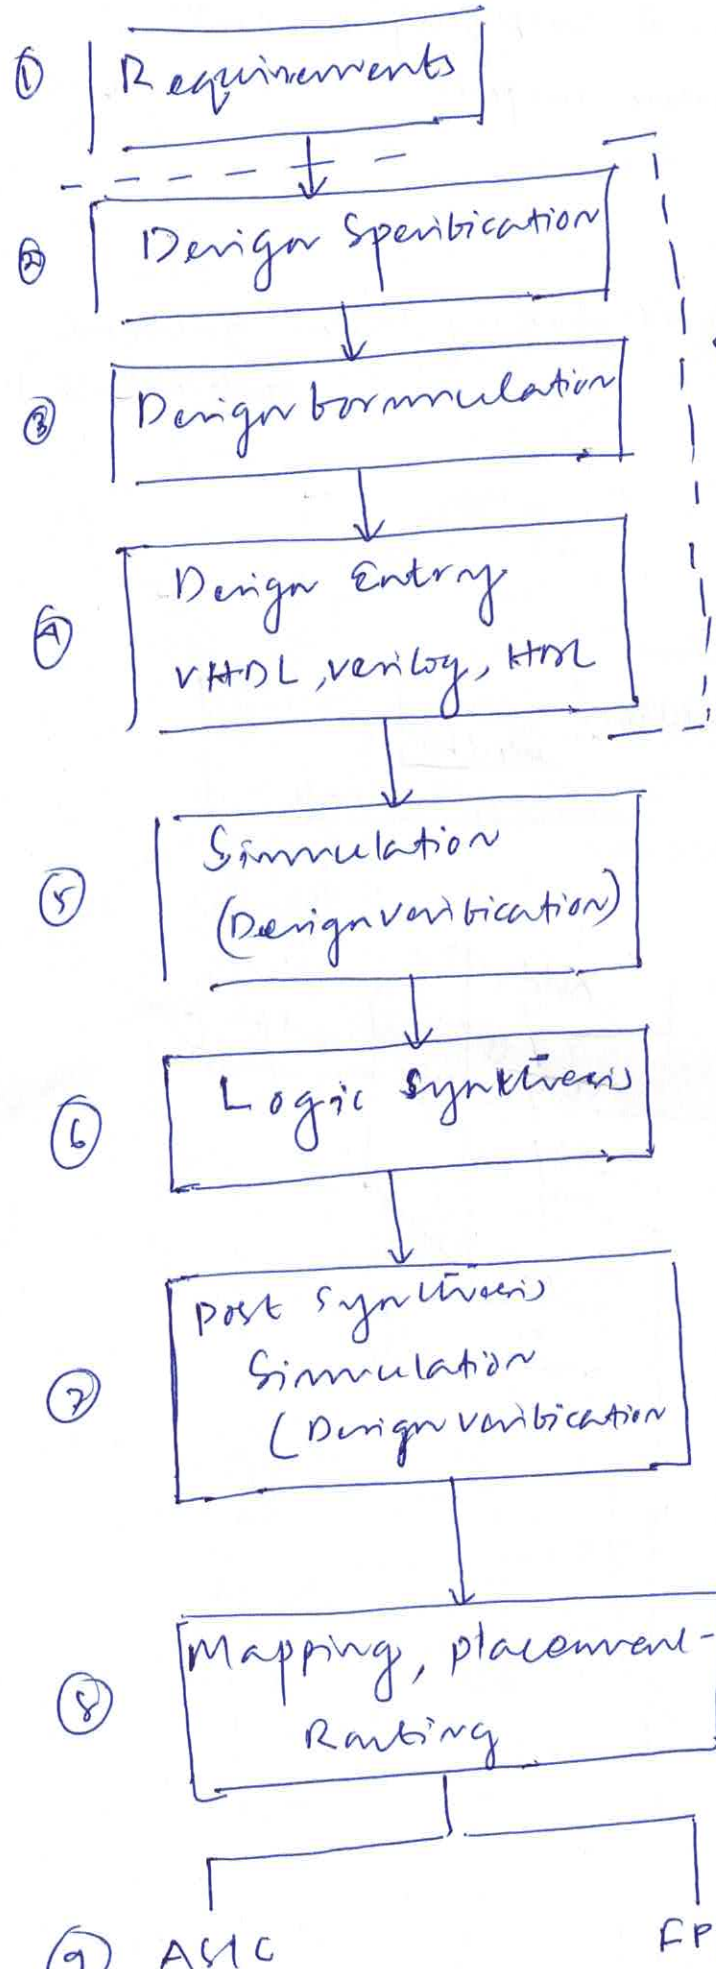 ① Requirements
② Design Specification
③ Design formulation
④ Design Entry
VHDL, Verilog, HDL
⑤ Simulation
(Design verification)
⑥ Logic Synthesis
⑦ Post Synthesis
Simulation
(Design verification
⑧ Mapping, placement-
Routing
⑨ ASIC FP